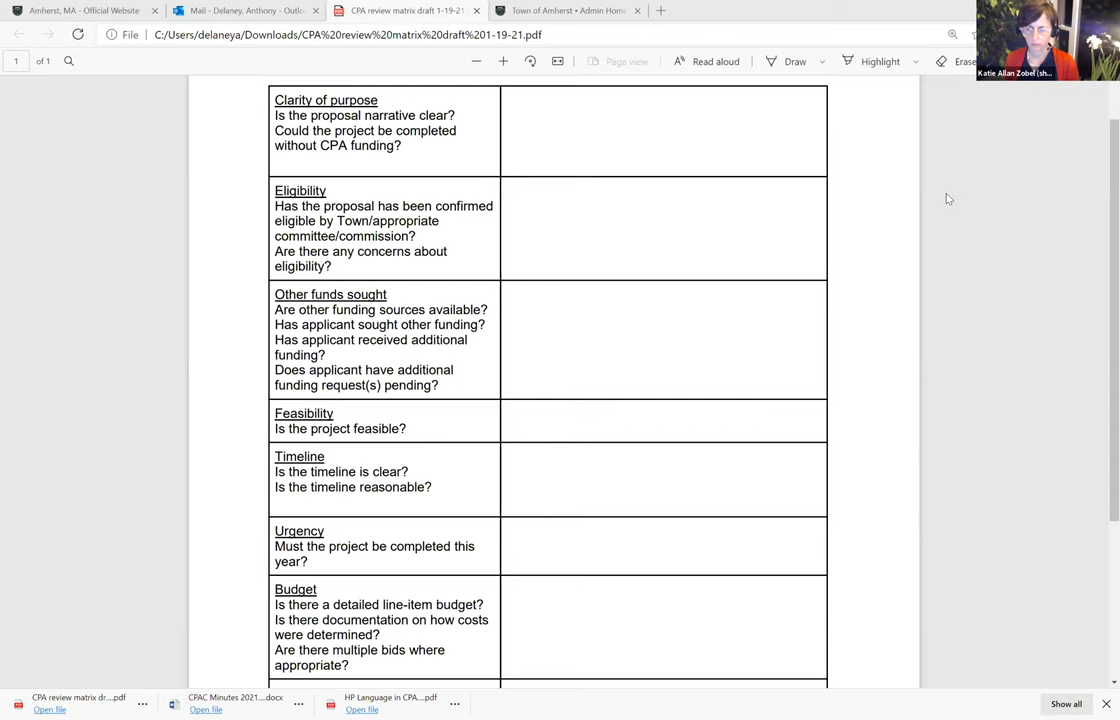 Amherst, MA - Official Website
Mail - Delaney, Anthony - Outlo
CPA review matrix draft 1-19-21
Town of Amherst • Admin Home
File
C:/Users/delaneya/Downloads/CPA%20review%20matrix%20draft%201-19-21.pdf
1 of 1
Page view
Read aloud
Draw
Highlight
Erase
Katie Allan Zobel (sh...
Clarity of purpose
Is the proposal narrative clear?
Could the project be completed
without CPA funding?
Eligibility
Has the proposal has been confirmed
eligible by Town/appropriate
committee/commission?
Are there any concerns about
eligibility?
Other funds sought
Are other funding sources available?
Has applicant sought other funding?
Has applicant received additional
funding?
Does applicant have additional
funding request(s) pending?
Feasibility
Is the project feasible?
Timeline
Is the timeline is clear?
Is the timeline reasonable?
Urgency
Must the project be completed this
year?
Budget
Is there a detailed line-item budget?
Is there documentation on how costs
were determined?
Are there multiple bids where
appropriate?
CPA review matrix dr....pdf
Open file
CPAC Minutes 2021....docx
Open file
HP Language in CPA....pdf
Open file
Show all